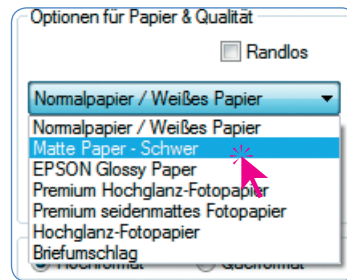 Optionen für Papier & Qualität
Randlos
Normalpapier / Weißes Papier
Normalpapier / Weißes Papier
Matte Paper - Schwer
EPSON Glossy Paper
Premium Hochglanz-Fotopapier
Premium seidenmattes Fotopapier
Hochglanz-Fotopapier
Briefumschlag
Hochformat Querformat